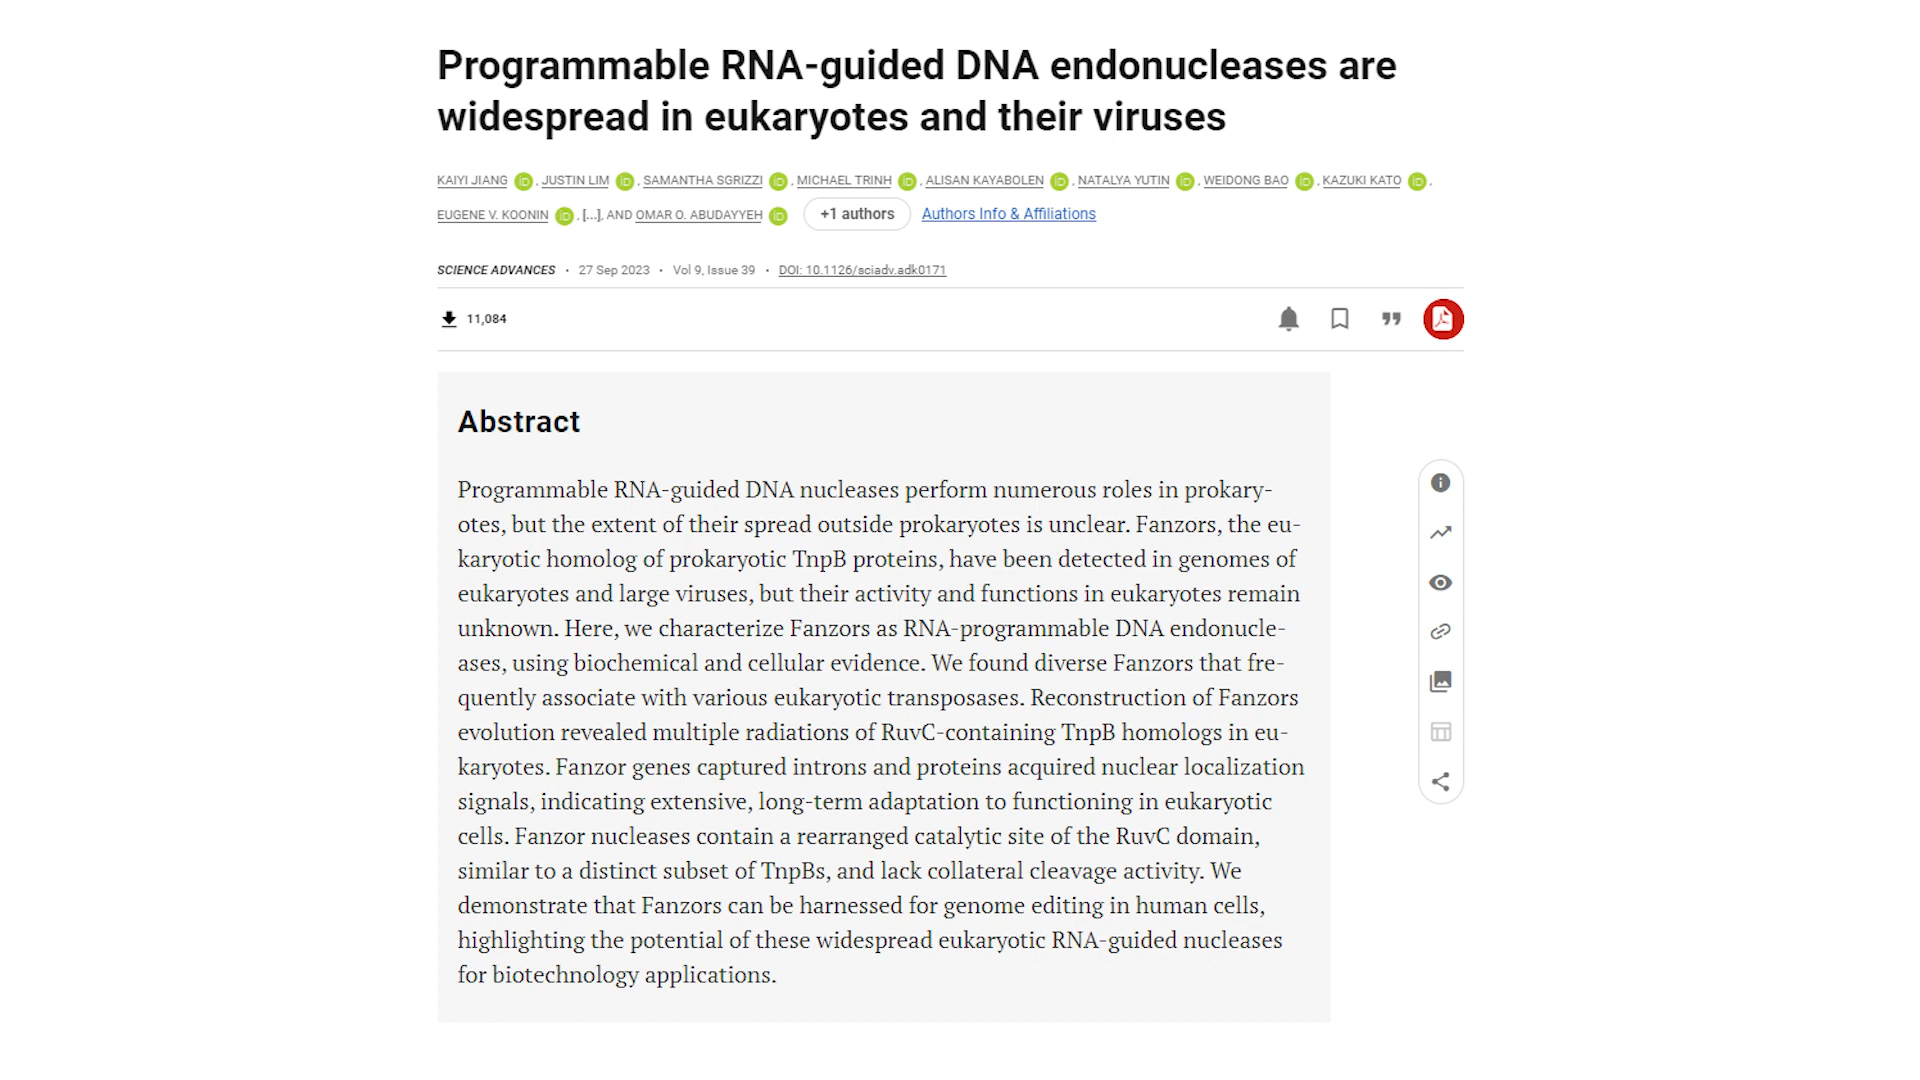 Programmable RNA-guided DNA endonucleases are
widespread in eukaryotes and their viruses
KAIYI JIANG iD , JUSTIN LIM iD , SAMANTHA SGRIZZI iD , MICHAEL TRINH iD , ALISAN KAYABOLEN iD , NATALYA YUTIN iD , WEIDONG BAO iD , KAZUKI KATO iD ,
EUGENE V. KOONIN iD , [...], AND OMAR O. ABUDAYYEH iD +1 authors Authors Info & Affiliations
SCIENCE ADVANCES · 27 Sep 2023 · Vol 9, Issue 39 · DOI: 10.1126/sciadv.adk0171
11,084
Abstract
Programmable RNA-guided DNA nucleases perform numerous roles in prokary-
otes, but the extent of their spread outside prokaryotes is unclear. Fanzors, the eu-
karyotic homolog of prokaryotic TnpB proteins, have been detected in genomes of
eukaryotes and large viruses, but their activity and functions in eukaryotes remain
unknown. Here, we characterize Fanzors as RNA-programmable DNA endonucle-
ases, using biochemical and cellular evidence. We found diverse Fanzors that fre-
quently associate with various eukaryotic transposases. Reconstruction of Fanzors
evolution revealed multiple radiations of RuvC-containing TnpB homologs in eu-
karyotes. Fanzor genes captured introns and proteins acquired nuclear localization
signals, indicating extensive, long-term adaptation to functioning in eukaryotic
cells. Fanzor nucleases contain a rearranged catalytic site of the RuvC domain,
similar to a distinct subset of TnpBs, and lack collateral cleavage activity. We
demonstrate that Fanzors can be harnessed for genome editing in human cells,
highlighting the potential of these widespread eukaryotic RNA-guided nucleases
for biotechnology applications.